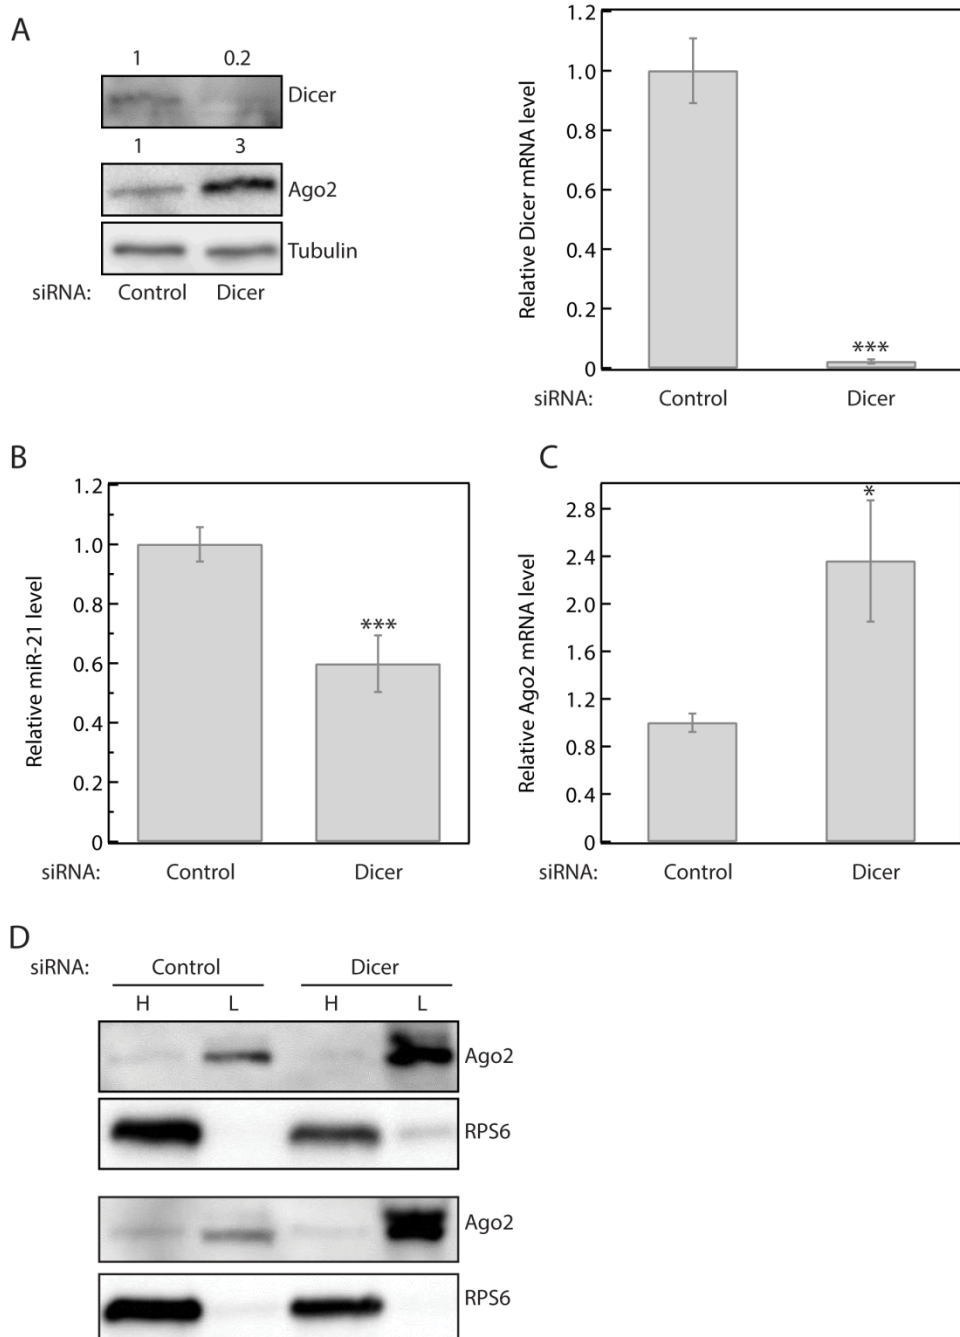 A
1 0.2
Dicer
1 3
Ago2
Tubulin
siRNA: Control Dicer
Relative Dicer mRNA level
1.2
1.0
0.8
0.6
0.4
0.2
0
***
siRNA: Control Dicer
B
Relative miR-21 level
1.2
1.0
0.8
0.6
0.4
0.2
0
***
siRNA: Control Dicer
C
Relative Ago2 mRNA level
2.8
2.4
2.0
1.6
1.2
0.8
0.4
0
*
siRNA: Control Dicer
D
siRNA: Control Dicer
H L H L
Ago2
RPS6
Ago2
RPS6